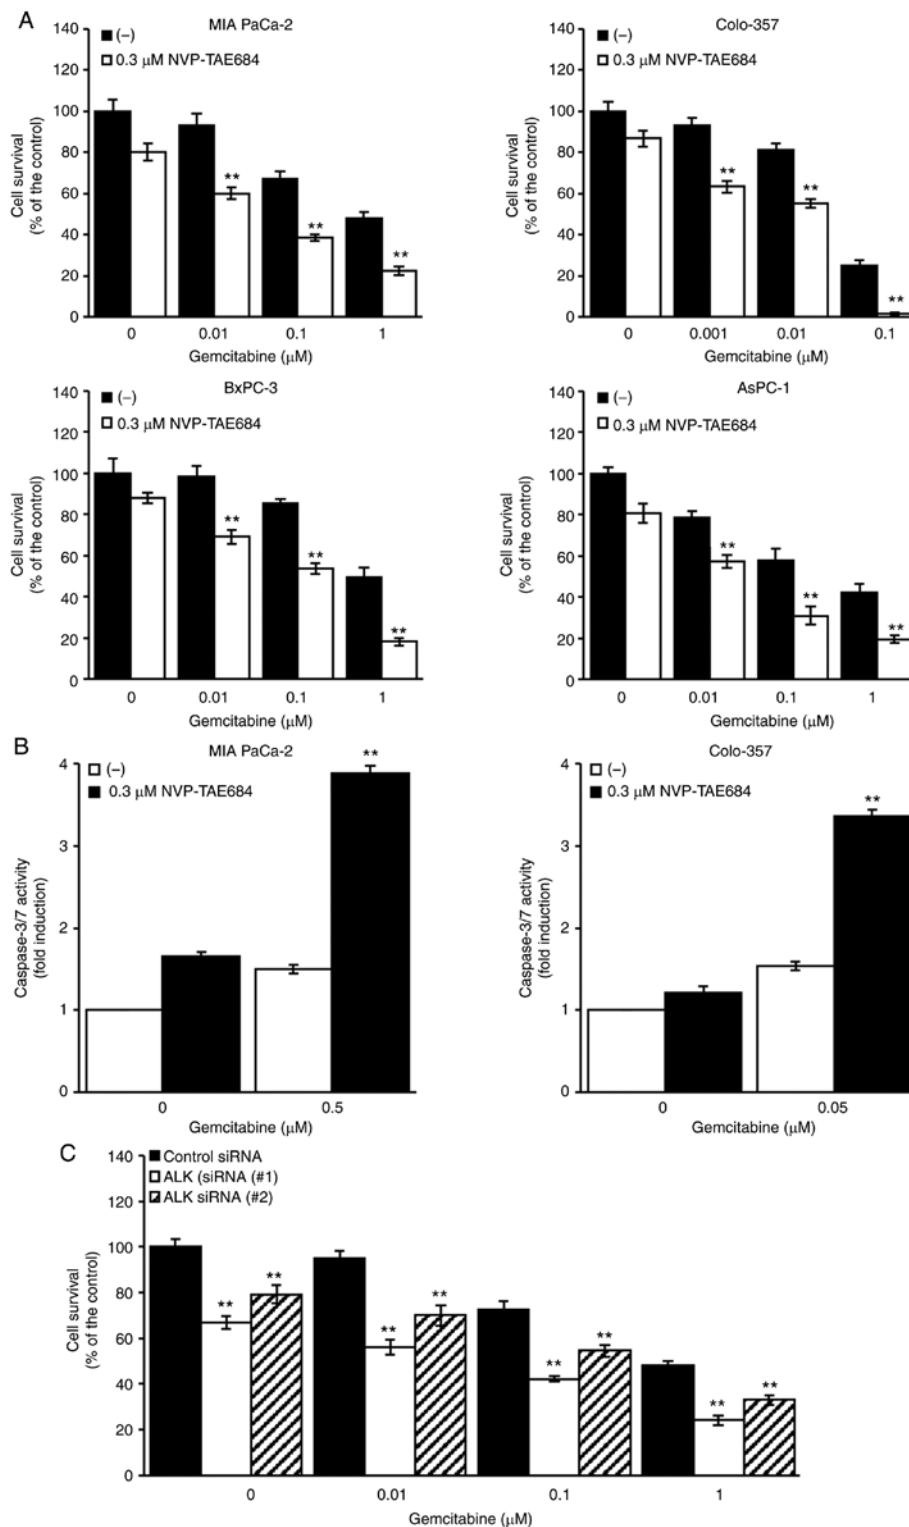 A
MIA PaCa-2
(–)
0.3 µM NVP-TAE684
Cell survival
(% of the control)
140
120
100
80
60
40
20
0
**
**
**
0
0.01
0.1
1
Gemcitabine (µM)
Colo-357
(–)
0.3 µM NVP-TAE684
Cell survival
(% of the control)
140
120
100
80
60
40
20
0
**
**
**
0
0.001
0.01
0.1
Gemcitabine (µM)
BxPC-3
(–)
0.3 µM NVP-TAE684
Cell survival
(% of the control)
140
120
100
80
60
40
20
0
**
**
**
0
0.01
0.1
1
Gemcitabine (µM)
AsPC-1
(–)
0.3 µM NVP-TAE684
Cell survival
(% of the control)
140
120
100
80
60
40
20
0
**
**
**
0
0.01
0.1
1
Gemcitabine (µM)
B
MIA PaCa-2
(–)
0.3 µM NVP-TAE684
Caspase-3/7 activity
(fold induction)
4
3
2
1
0
**
0
0.5
Gemcitabine (µM)
Colo-357
(–)
0.3 µM NVP-TAE684
Caspase-3/7 activity
(fold induction)
4
3
2
1
0
**
0
0.05
Gemcitabine (µM)
C
Control siRNA
ALK (siRNA (#1)
ALK siRNA (#2)
Cell survival
(% of the control)
140
120
100
80
60
40
20
0
**
**
**
**
**
**
**
**
0
0.01
0.1
1
Gemcitabine (µM)